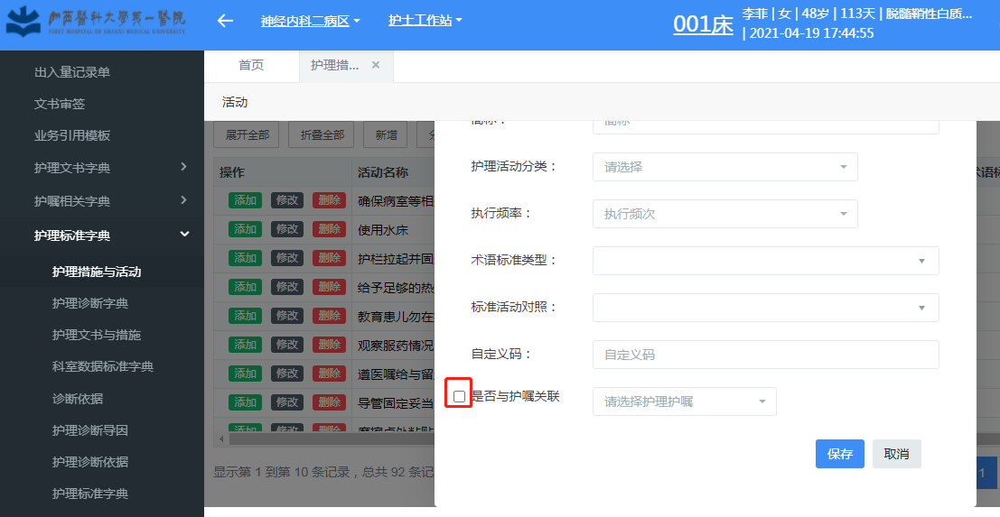 山西醫科大學第一醫院
FIRST HOSPITAL OF SHANXI MEDICAL UNIVERSITY
神经内科二病区
护士工作站
001床
李菲 | 女 | 48岁 | 113天 | 脱髓鞘性白质...
| 2021-04-19 17:44:55
出入量记录单
文书审签
业务引用模板
护理文书字典
护嘱相关字典
护理标准字典
护理措施与活动
护理诊断字典
护理文书与措施
科室数据标准字典
诊断依据
护理诊断导因
护理诊断依据
护理标准字典
首页
护理措... ×
活动
展开全部 折叠全部 新增
操作 活动名称
添加 修改 删除 确保病室等相
添加 修改 删除 使用水床
添加 修改 删除 护栏拉起并固
添加 修改 删除 给予足够的热
添加 修改 删除 教育患儿勿在
添加 修改 删除 观察服药情况
添加 修改 删除 遵医嘱给与留
添加 修改 删除 导管固定妥当
添加 修改 删除
显示第 1 到第 10 条记录，总共 92 条记
1
简称： 简称
护理活动分类： 请选择
执行频率： 执行频次
术语标准类型：
标准活动对照：
自定义码： 自定义码
是否与护嘱关联 请选择护理护嘱
保存 取消